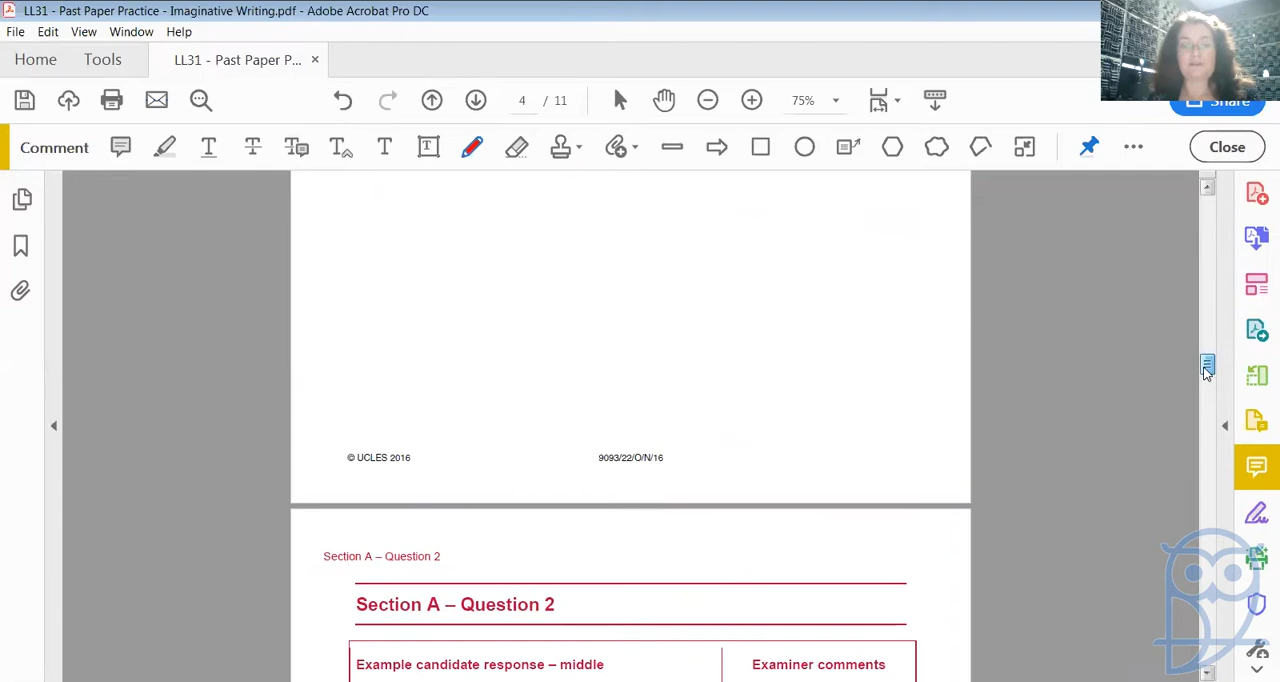 LL31 - Past Paper Practice - Imaginative Writing.pdf - Adobe Acrobat Pro DC
File Edit View Window Help
Home Tools LL31 - Past Paper P... ×
4 / 11 75%
Share
Comment Close
© UCLES 2016 9093/22/O/N/16
Section A – Question 2
Section A – Question 2
Example candidate response – middle Examiner comments